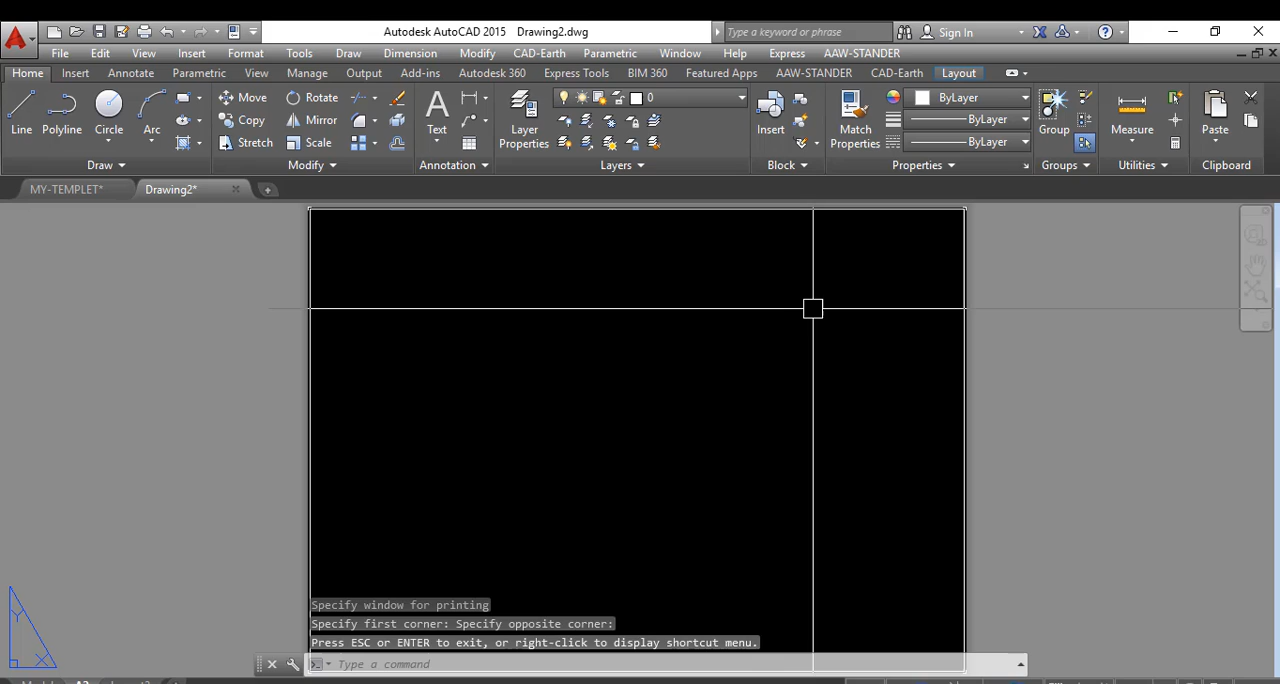 Autodesk AutoCAD 2015 Drawing2.dwg
Type a keyword or phrase
Sign In
File Edit View Insert Format Tools Draw Dimension Modify CAD-Earth Parametric Window Help Express AAW-STANDER
Home Insert Annotate Parametric View Manage Output Add-ins Autodesk 360 Express Tools BIM 360 Featured Apps AAW-STANDER CAD-Earth Layout
Line Polyline Circle Arc
Move Rotate
Copy Mirror
Stretch Scale
Text
Layer
Properties
0
Insert
Match
Properties
ByLayer
ByLayer
ByLayer
Group
Measure
Paste
Draw Modify Annotation Layers Block Properties Groups Utilities Clipboard
MY-TEMPLET* Drawing2*
Specify window for printing
Specify first corner: Specify opposite corner:
Press ESC or ENTER to exit, or right-click to display shortcut menu.
Type a command
Y
X